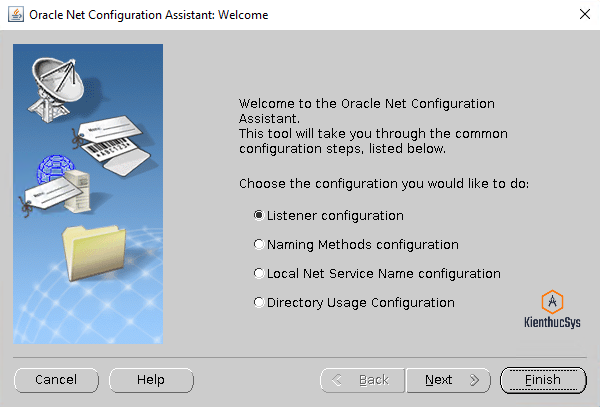 Oracle Net Configuration Assistant: Welcome
Welcome to the Oracle Net Configuration
Assistant.
This tool will take you through the common
configuration steps, listed below.
Choose the configuration you would like to do:
Listener configuration
Naming Methods configuration
Local Net Service Name configuration
Directory Usage Configuration
KienthucSys
Cancel
Help
Back
Next
Finish